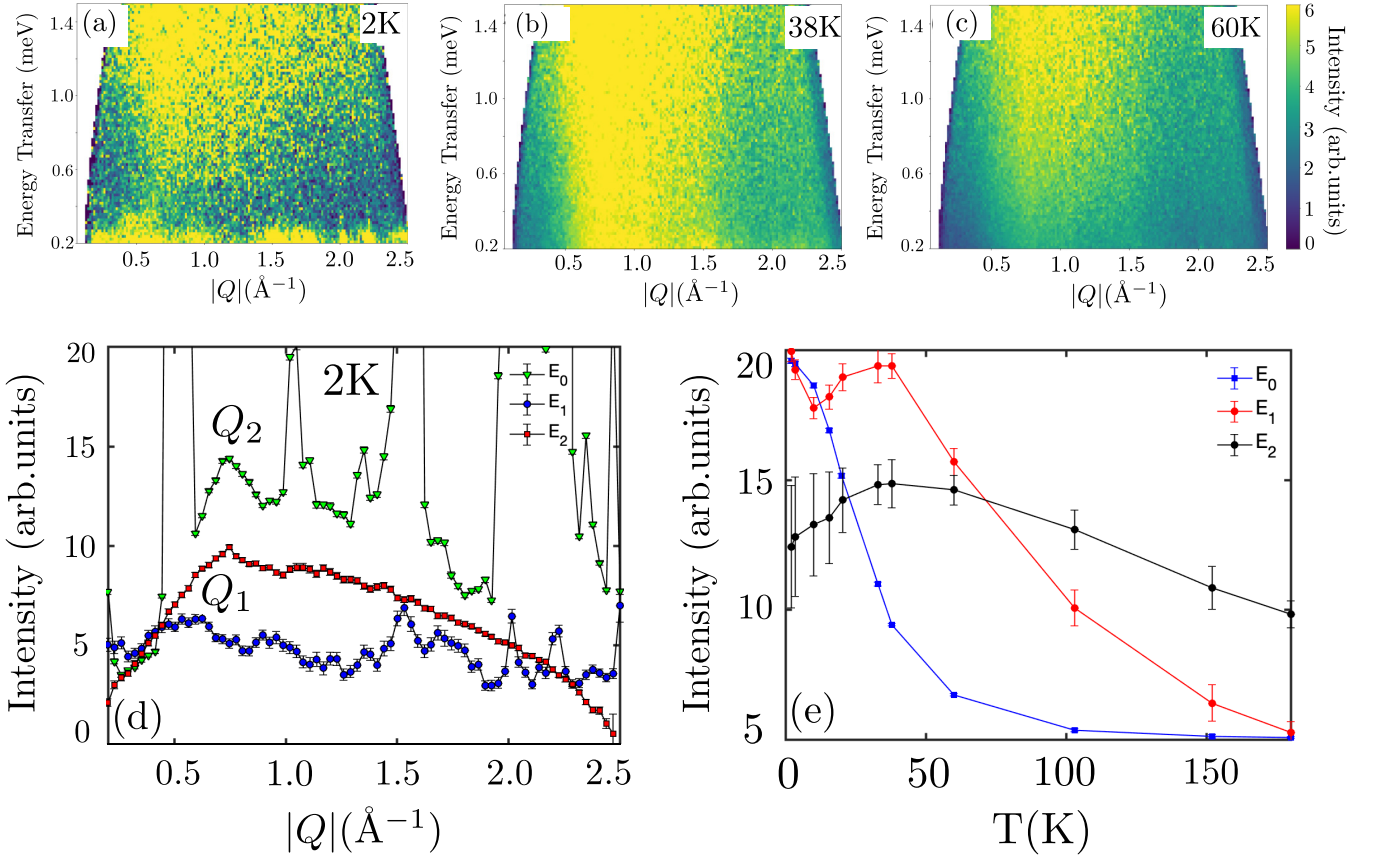 (a) 2K
1.4
1.0
0.6
0.2
Energy Transfer (meV)
0.5 1.0 1.5 2.0 2.5
|Q|(Å⁻¹)
(b) 38K
1.4
1.0
0.6
0.2
Energy Transfer (meV)
0.5 1.0 1.5 2.0 2.5
|Q|(Å⁻¹)
(c) 60K
1.4
1.0
0.6
0.2
Energy Transfer (meV)
0.5 1.0 1.5 2.0 2.5
|Q|(Å⁻¹)
6
5
4
3
2
1
0
Intensity (arb.units)
20
15
10
5
0
Intensity (arb.units)
2K
E₀
E₁
E₂
Q₂
Q₁
(d)
0.5 1.0 1.5 2.0 2.5
|Q|(Å⁻¹)
20
15
10
5
Intensity (arb.units)
E₀
E₁
E₂
(e)
0 50 100 150
T(K)